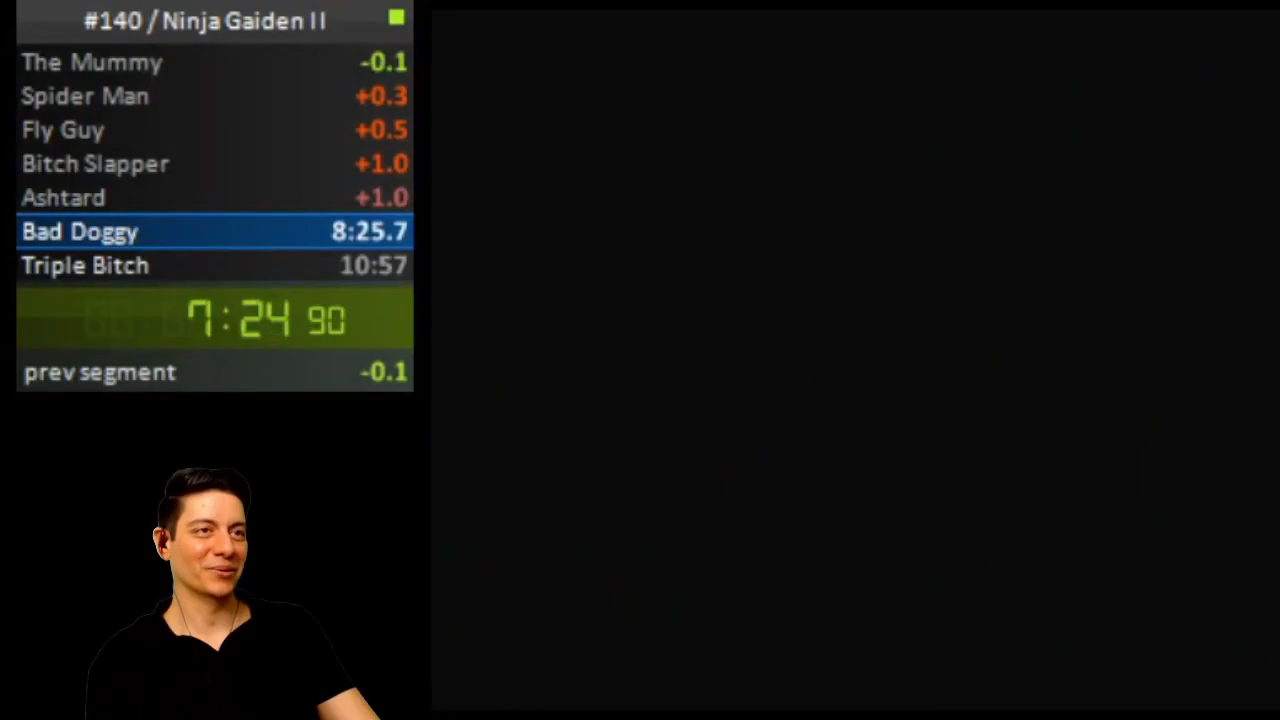 #140 / Ninja Gaiden II
The Mummy -0.1
Spider Man +0.3
Fly Guy +0.5
Bitch Slapper +1.0
Ashtard +1.0
Bad Doggy 8:25.7
Triple Bitch 10:57
7:24 90
prev segment -0.1